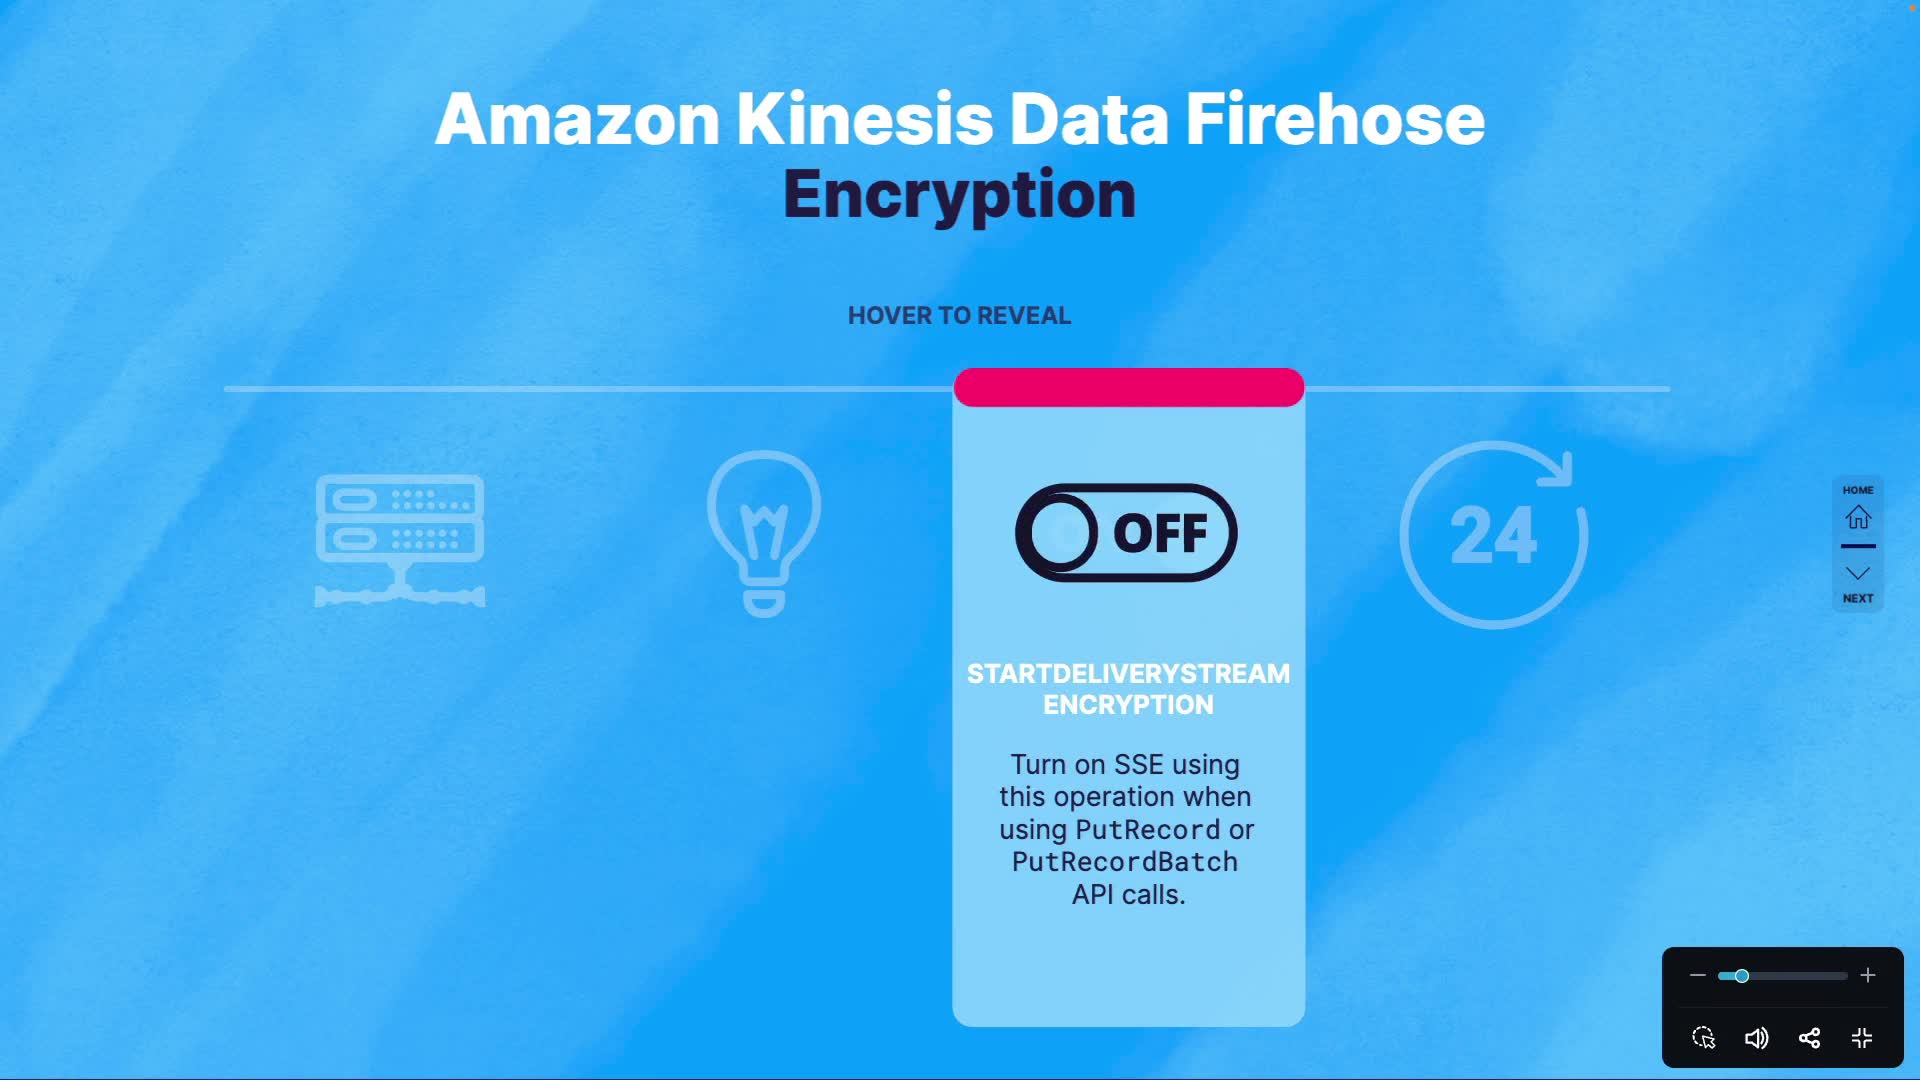 Amazon Kinesis Data Firehose
Encryption
HOVER TO REVEAL
OFF
24
STARTDELIVERYSTREAM
ENCRYPTION
Turn on SSE using
this operation when
using PutRecord or
PutRecordBatch
API calls.
HOME
NEXT